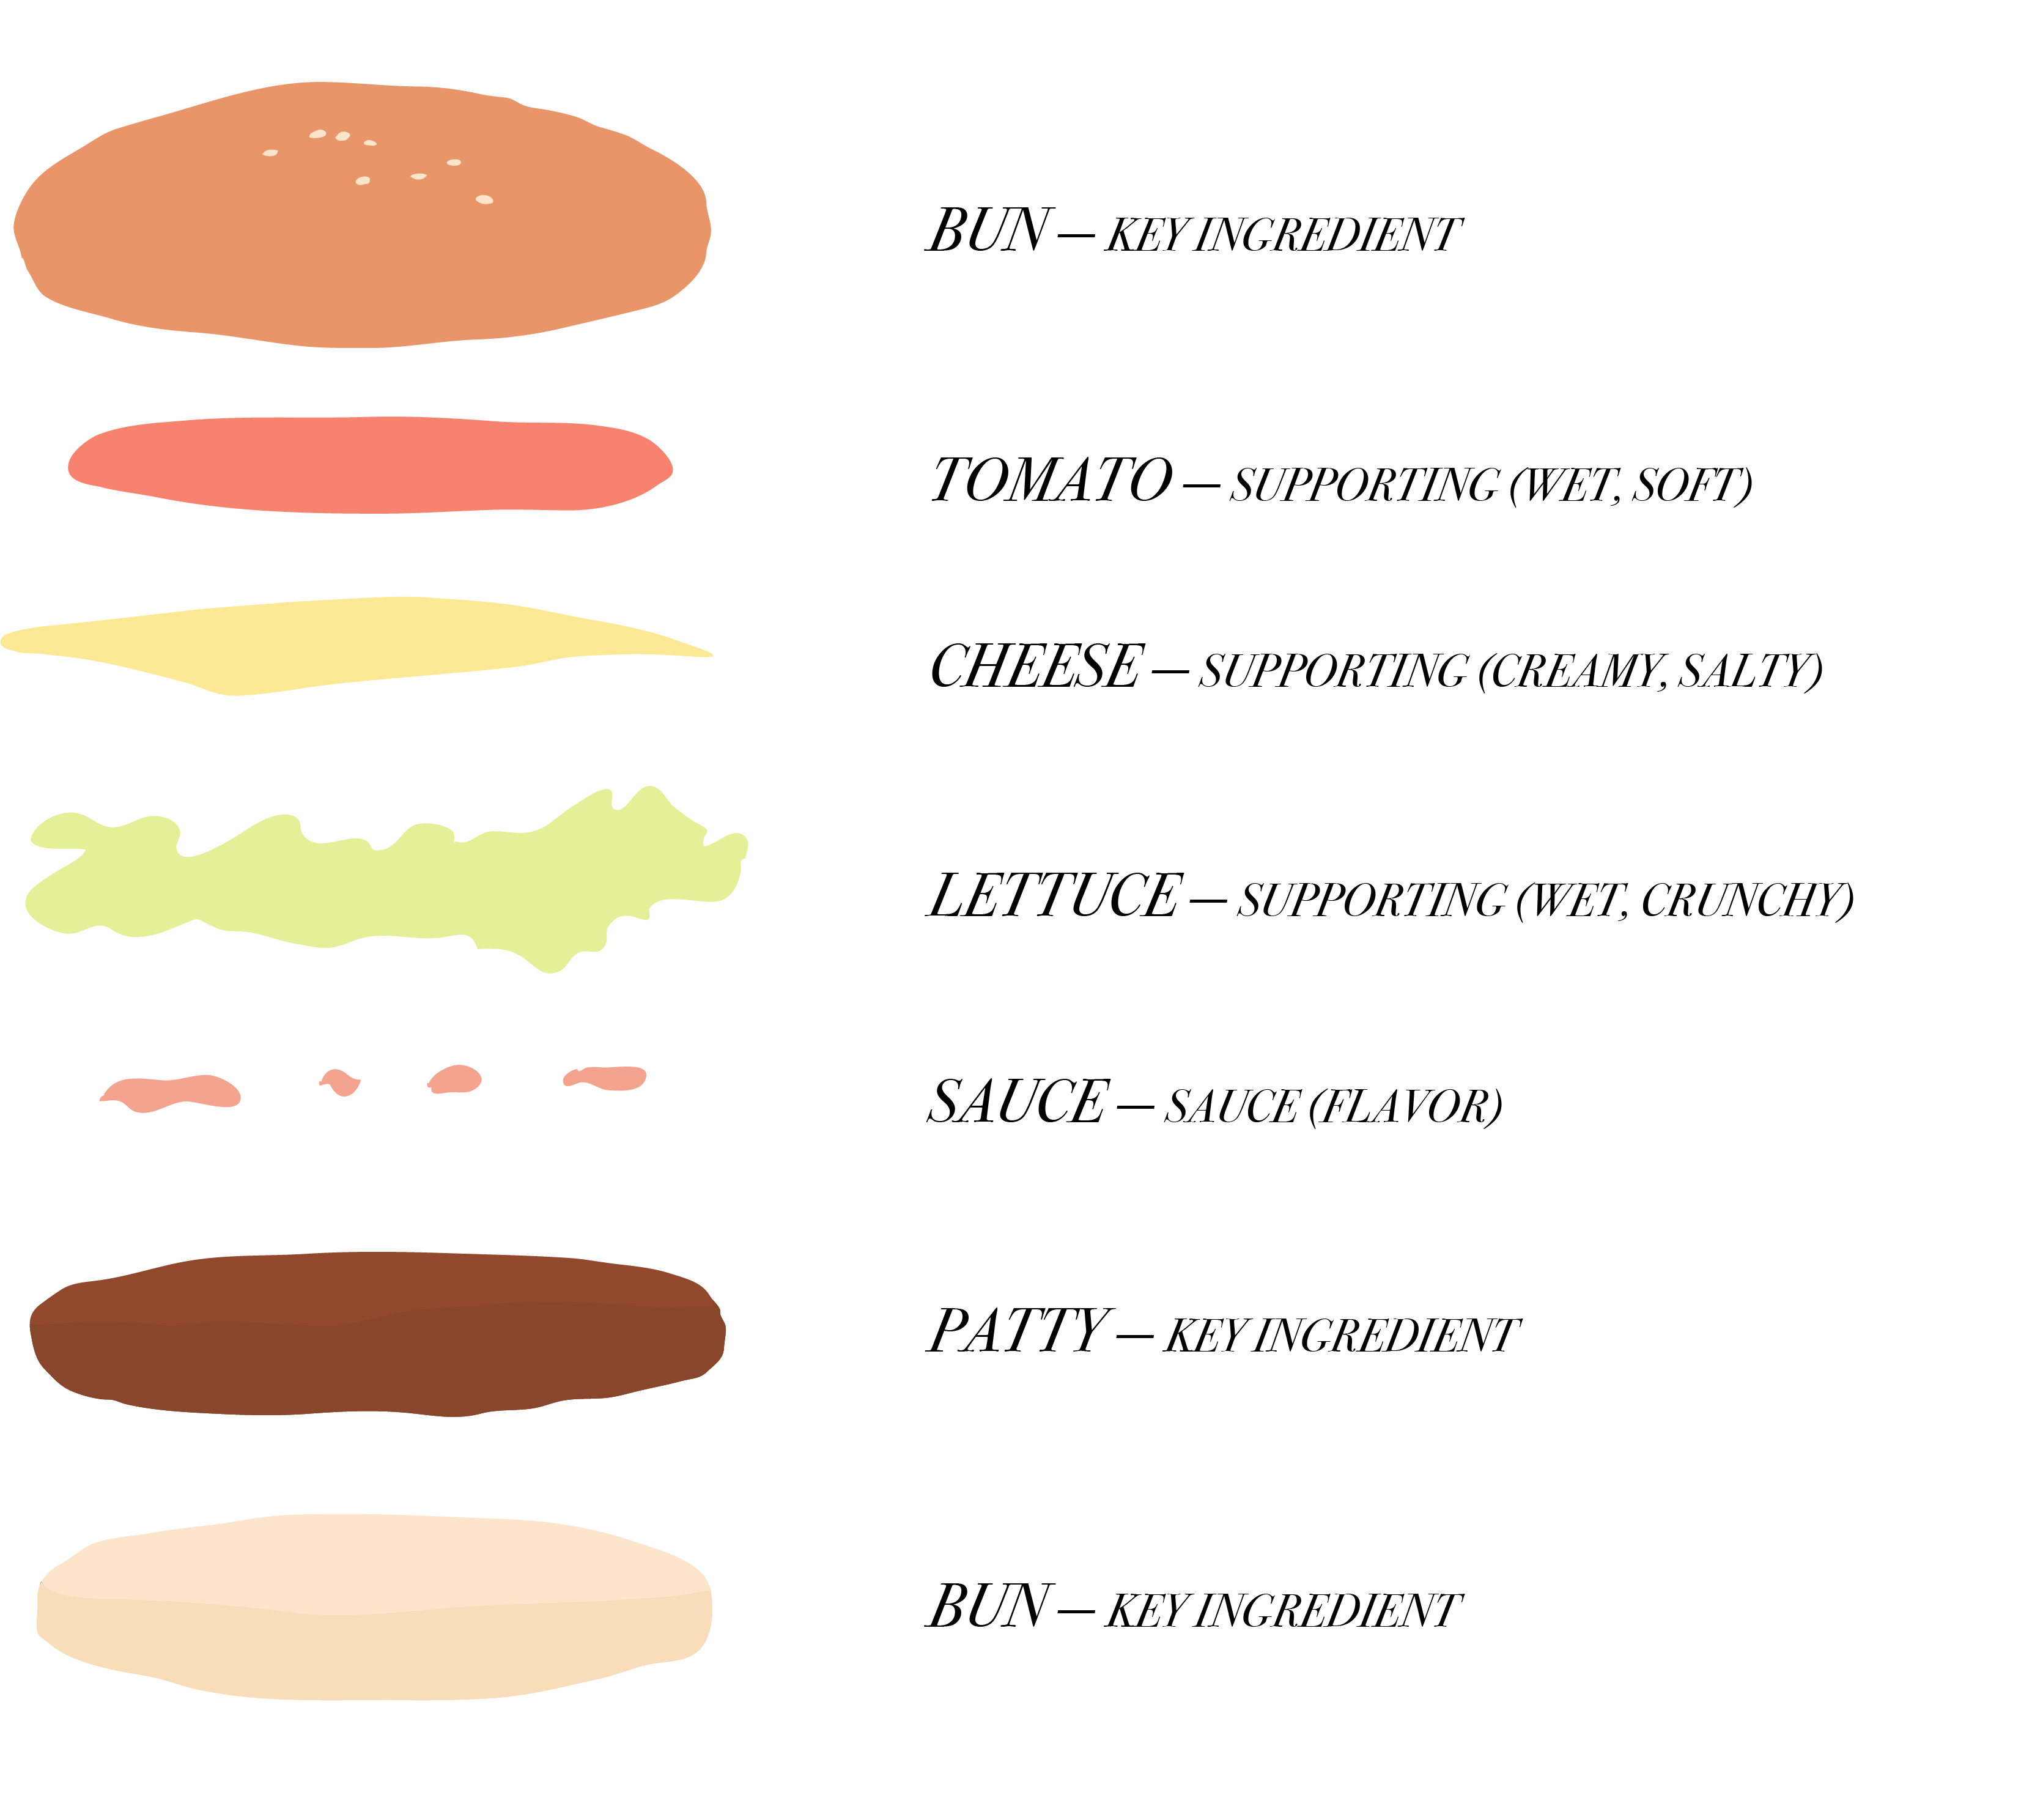 BUN — KEY INGREDIENT
TOMATO — SUPPORTING (WET, SOFT)
CHEESE — SUPPORTING (CREAMY, SALTY)
LETTUCE — SUPPORTING (WET, CRUNCHY)
SAUCE — SAUCE (FLAVOR)
PATTY — KEY INGREDIENT
BUN — KEY INGREDIENT